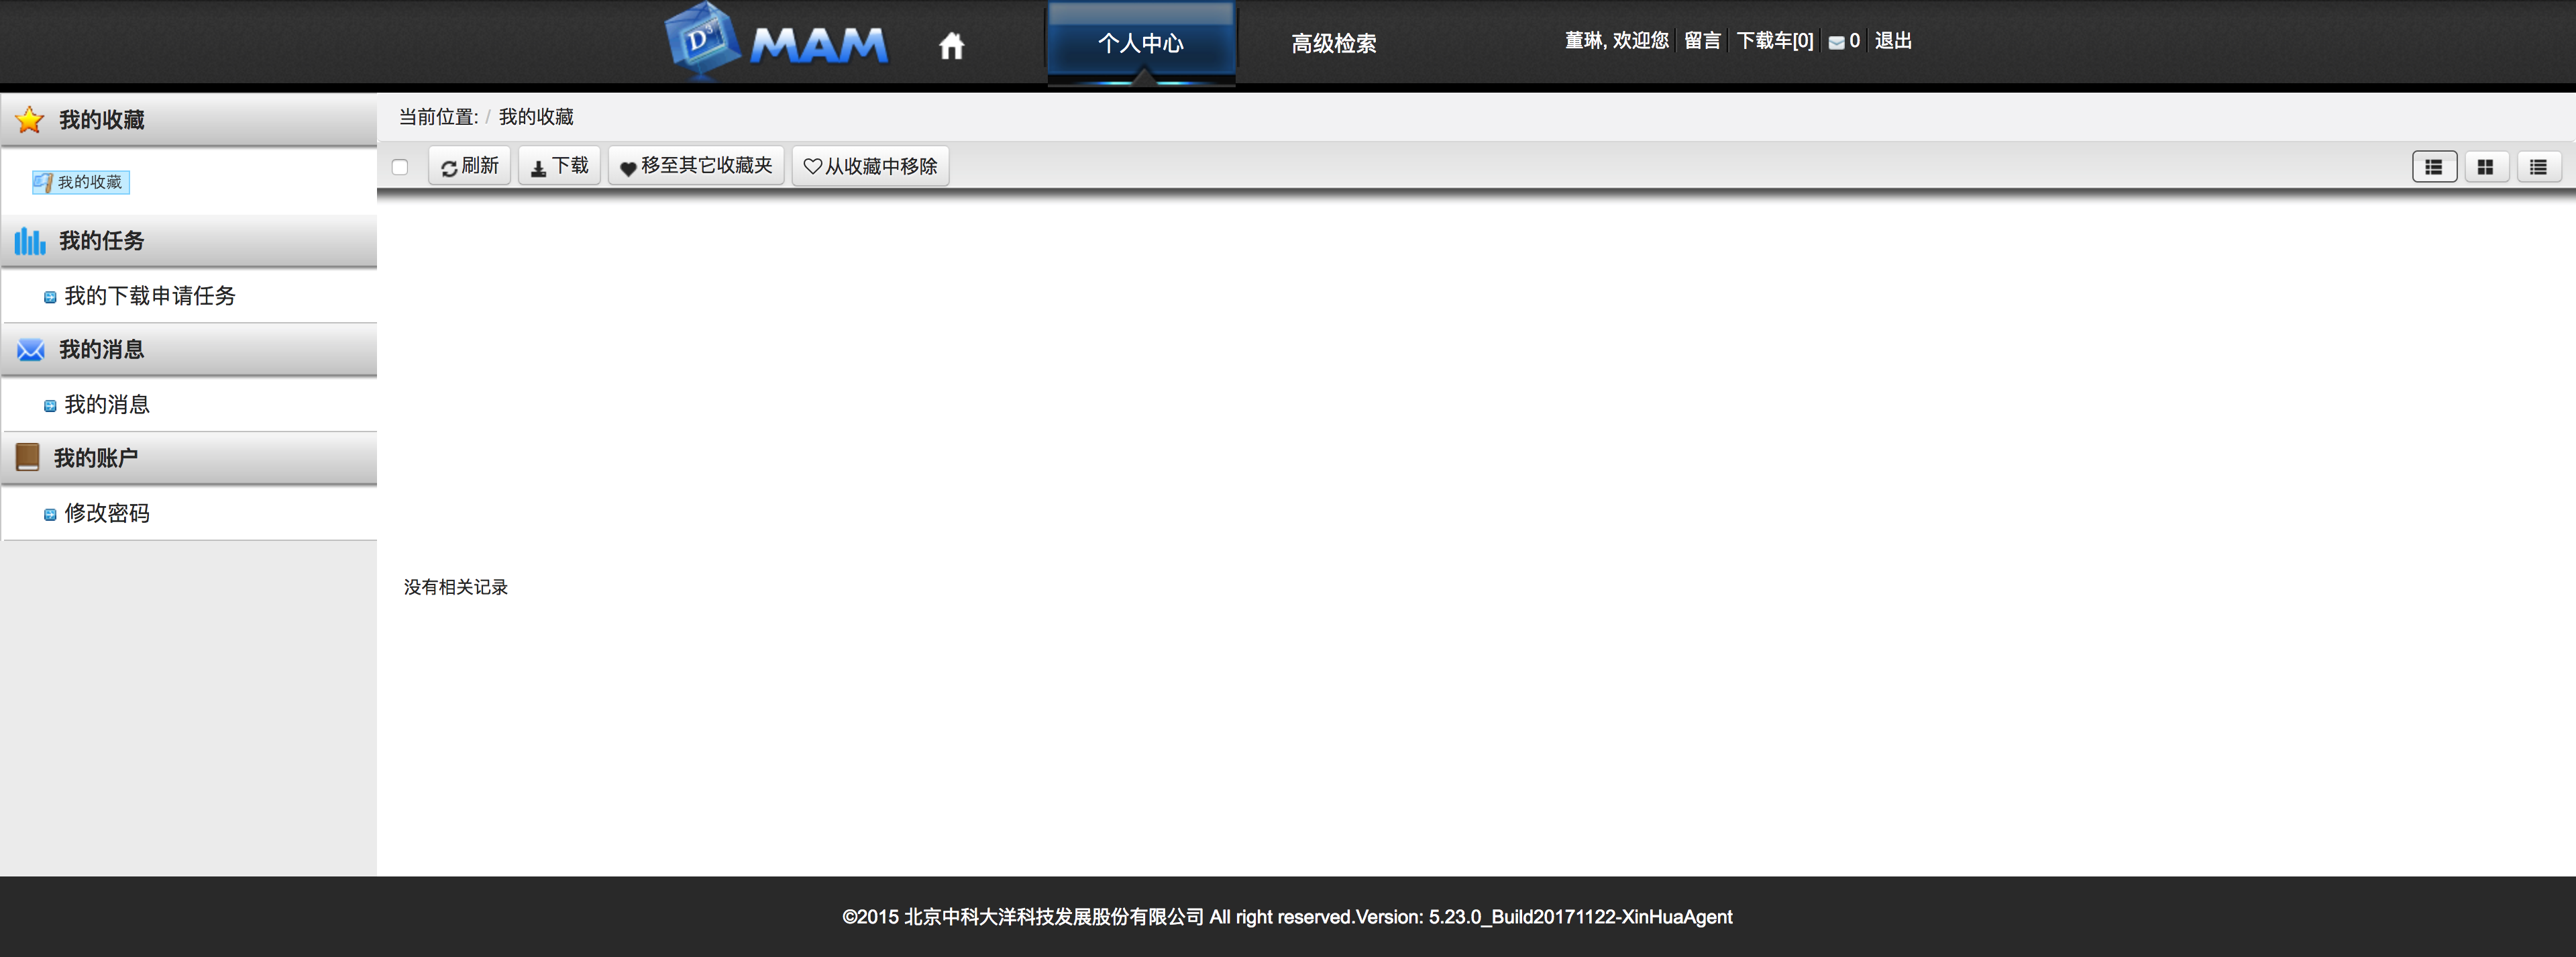 D³ MAM
个人中心
高级检索
董琳, 欢迎您 留言 下载车[0] 0 退出
我的收藏
我的收藏
我的任务
我的下载申请任务
我的消息
我的消息
我的账户
修改密码
当前位置: / 我的收藏
刷新 下载 移至其它收藏夹 从收藏中移除
没有相关记录
©2015 北京中科大洋科技发展股份有限公司 All right reserved.Version: 5.23.0_Build20171122-XinHuaAgent